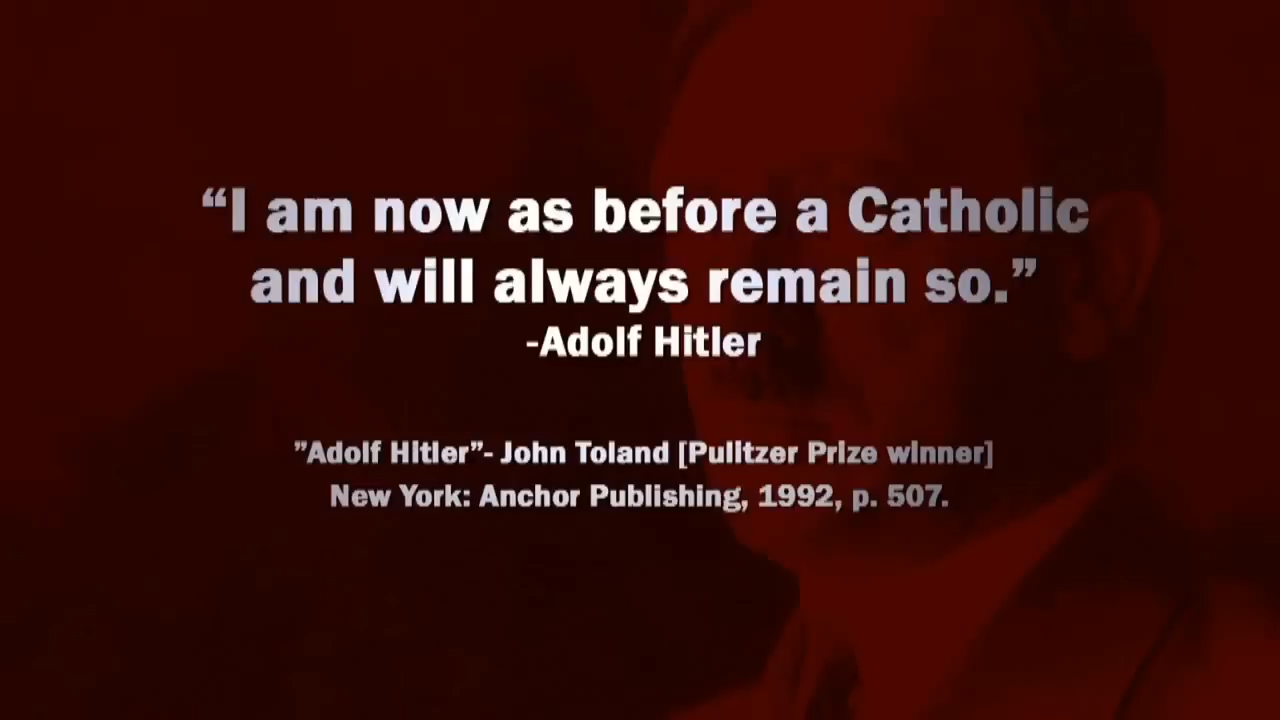 “I am now as before a Catholic
and will always remain so.”
-Adolf Hitler
”Adolf Hitler”- John Toland [Pulitzer Prize winner]
New York: Anchor Publishing, 1992, p. 507.